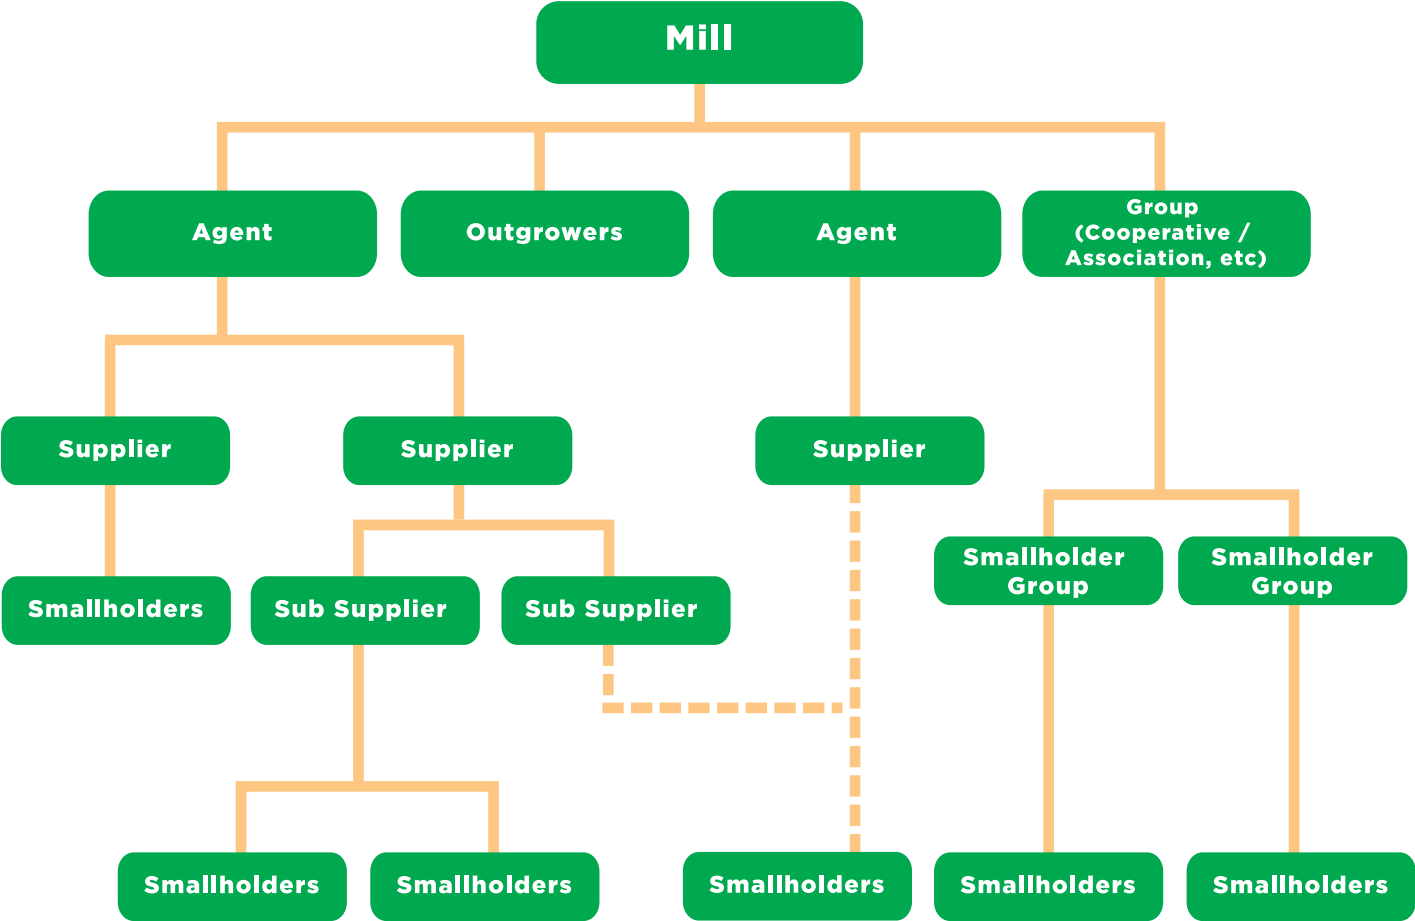 Mill
Agent
Outgrowers
Agent
Group
(Cooperative /
Association, etc)
Supplier
Supplier
Supplier
Smallholder
Group
Smallholder
Group
Smallholders
Sub Supplier
Sub Supplier
Smallholders
Smallholders
Smallholders
Smallholders
Smallholders